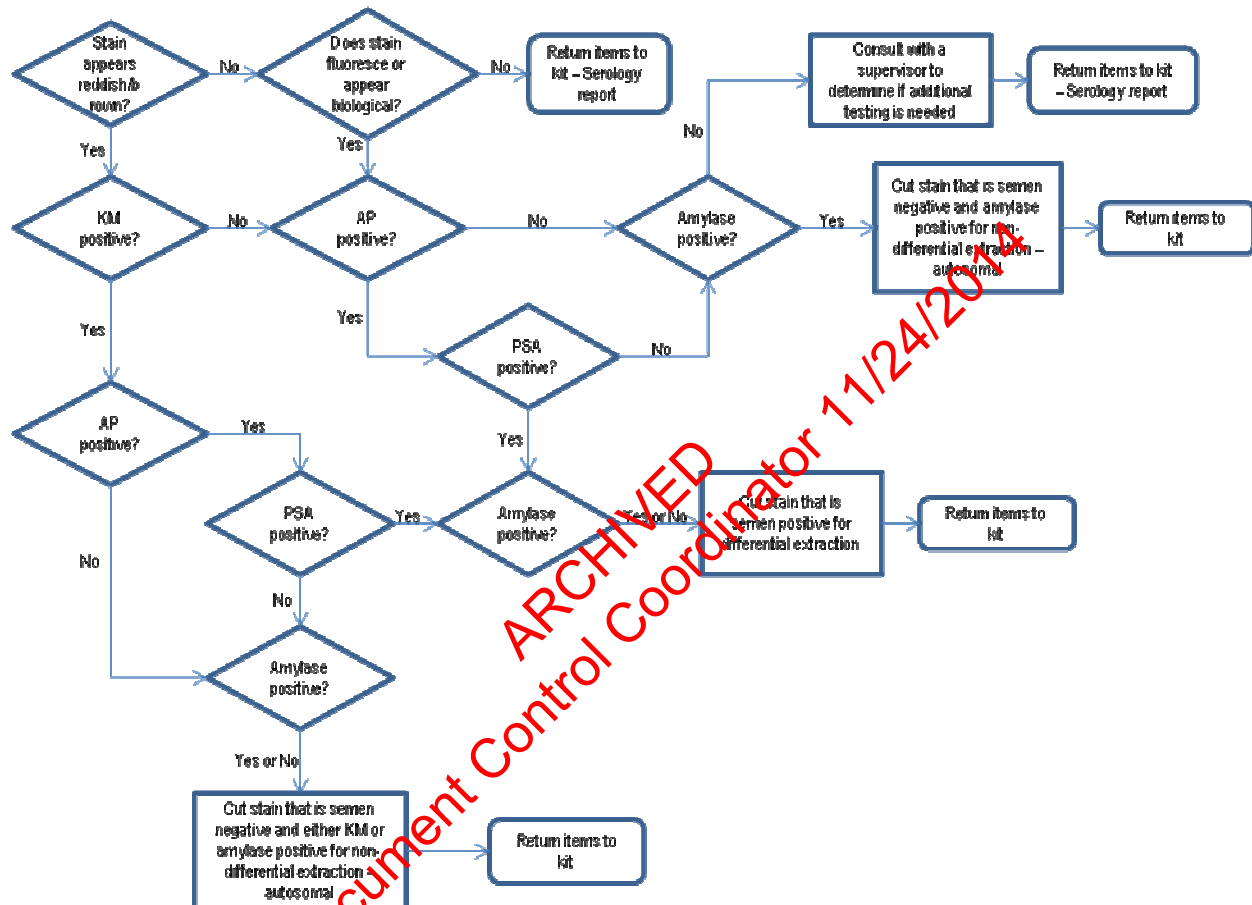 Stain
appears
reddish/b
rown?
No
Does stain
fluoresce or
appear
biological?
No
Return items to
kit – Serology
report
Consult with a
supervisor to
determine if additional
testing is needed
Return items to kit
– Serology report
Yes
Yes
No
KM
positive?
No
AP
positive?
No
Amylase
positive?
Yes
Cut stain that is semen
negative and amylase
positive for non-
differential extraction –
autosomal
Return items to
kit
Yes
Yes
PSA
positive?
No
AP
positive?
Yes
Yes
PSA
positive?
Yes
Amylase
positive?
Yes or No
Cut stain that is
semen positive for
differential extraction
Return items to
kit
No
No
Amylase
positive?
Yes or No
Cut stain that is semen
negative and either KM or
amylase positive for non-
differential extraction –
autosomal
Return items to
kit
ARCHIVED
cument Control Coordinator 11/24/2014